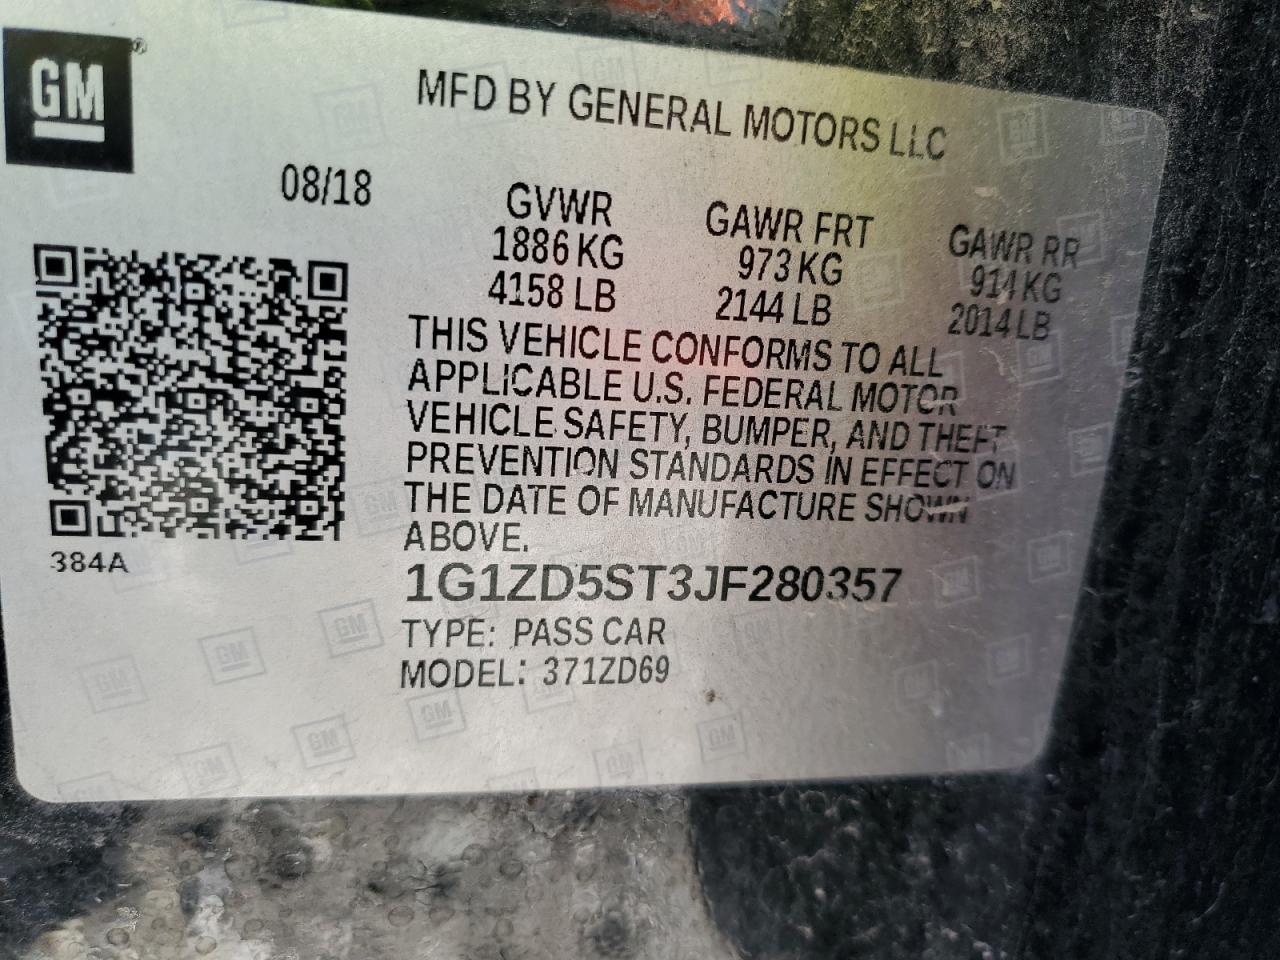 GM
MFD BY GENERAL MOTORS LLC
08/18
GVWR
1886 KG
4158 LB
GAWR FRT
973 KG
2144 LB
GAWR RR
914 KG
2014 LB
THIS VEHICLE CONFORMS TO ALL
APPLICABLE U.S. FEDERAL MOTOR
VEHICLE SAFETY, BUMPER, AND THEFT
PREVENTION STANDARDS IN EFFECT ON
THE DATE OF MANUFACTURE SHOWN
ABOVE.
384A
1G1ZD5ST3JF280357
TYPE: PASS CAR
MODEL: 371ZD69